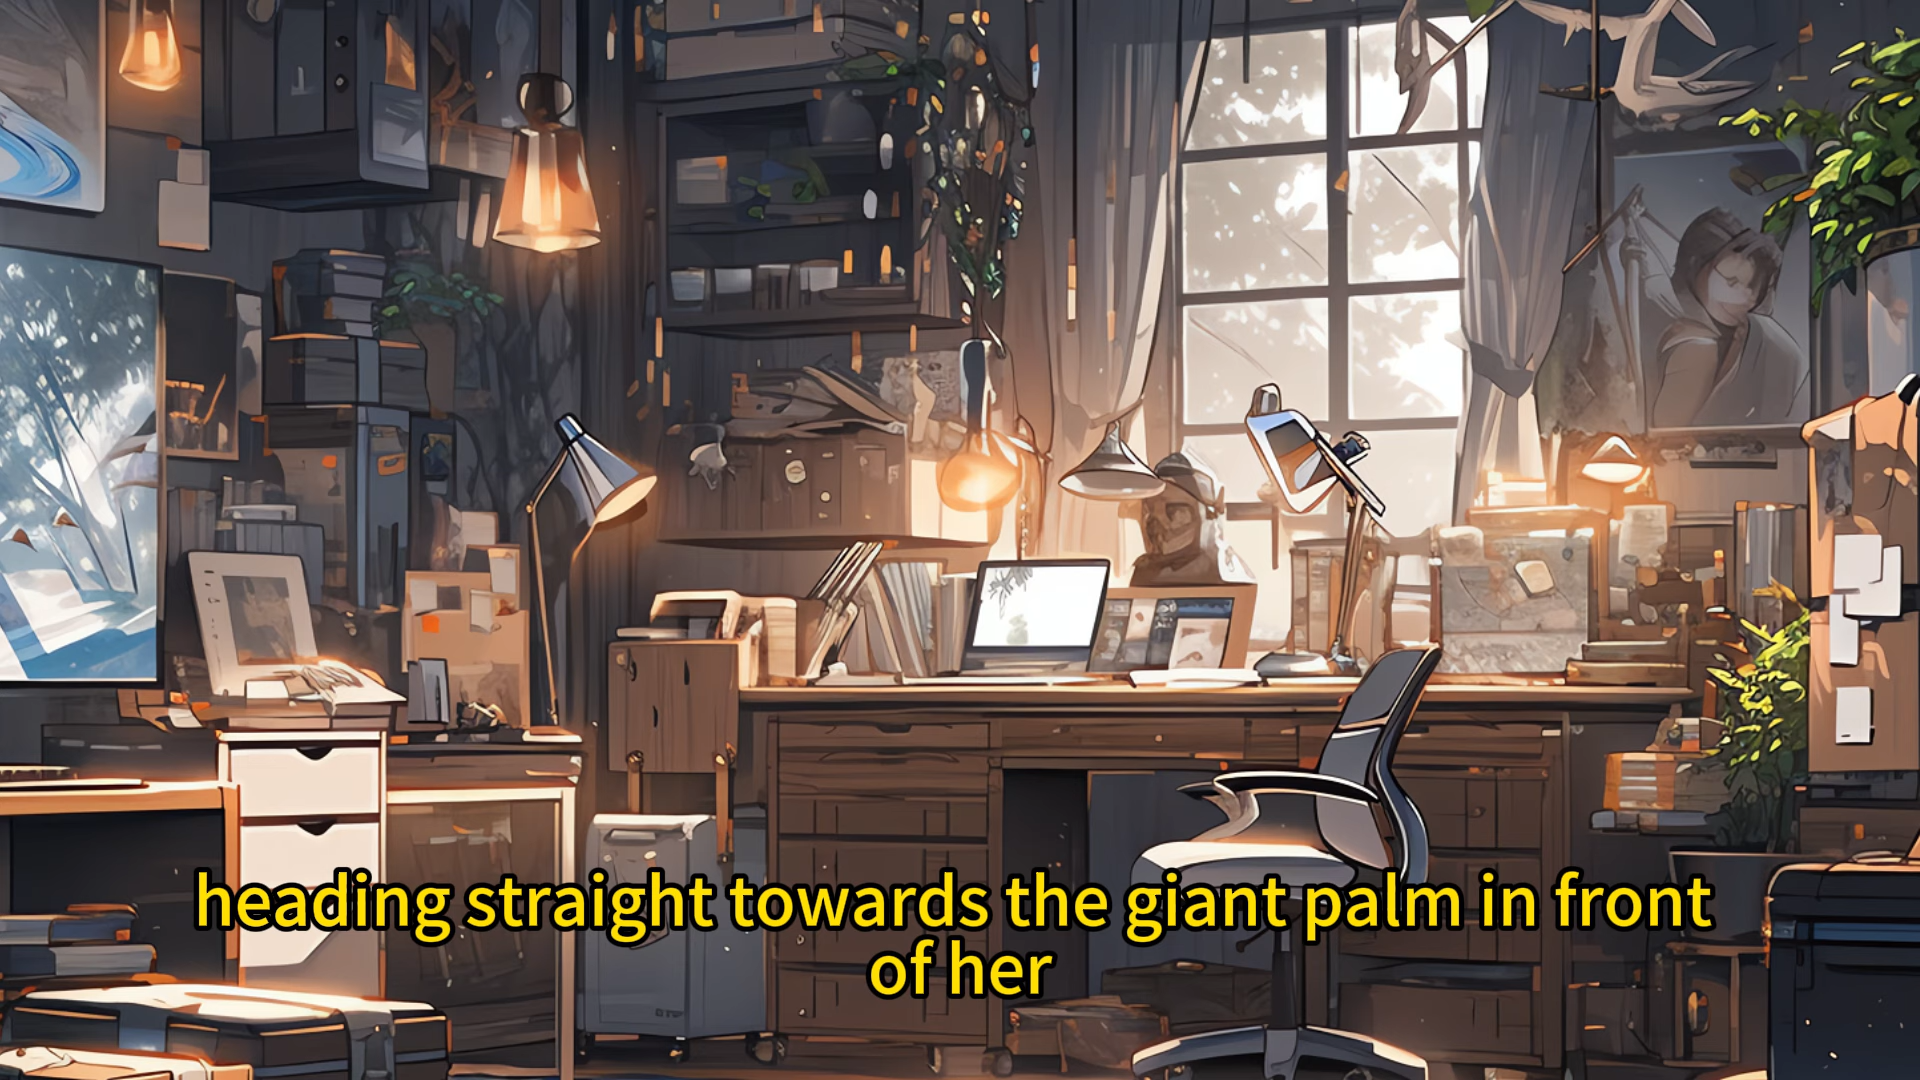 heading straight towards the giant palm in front
of her